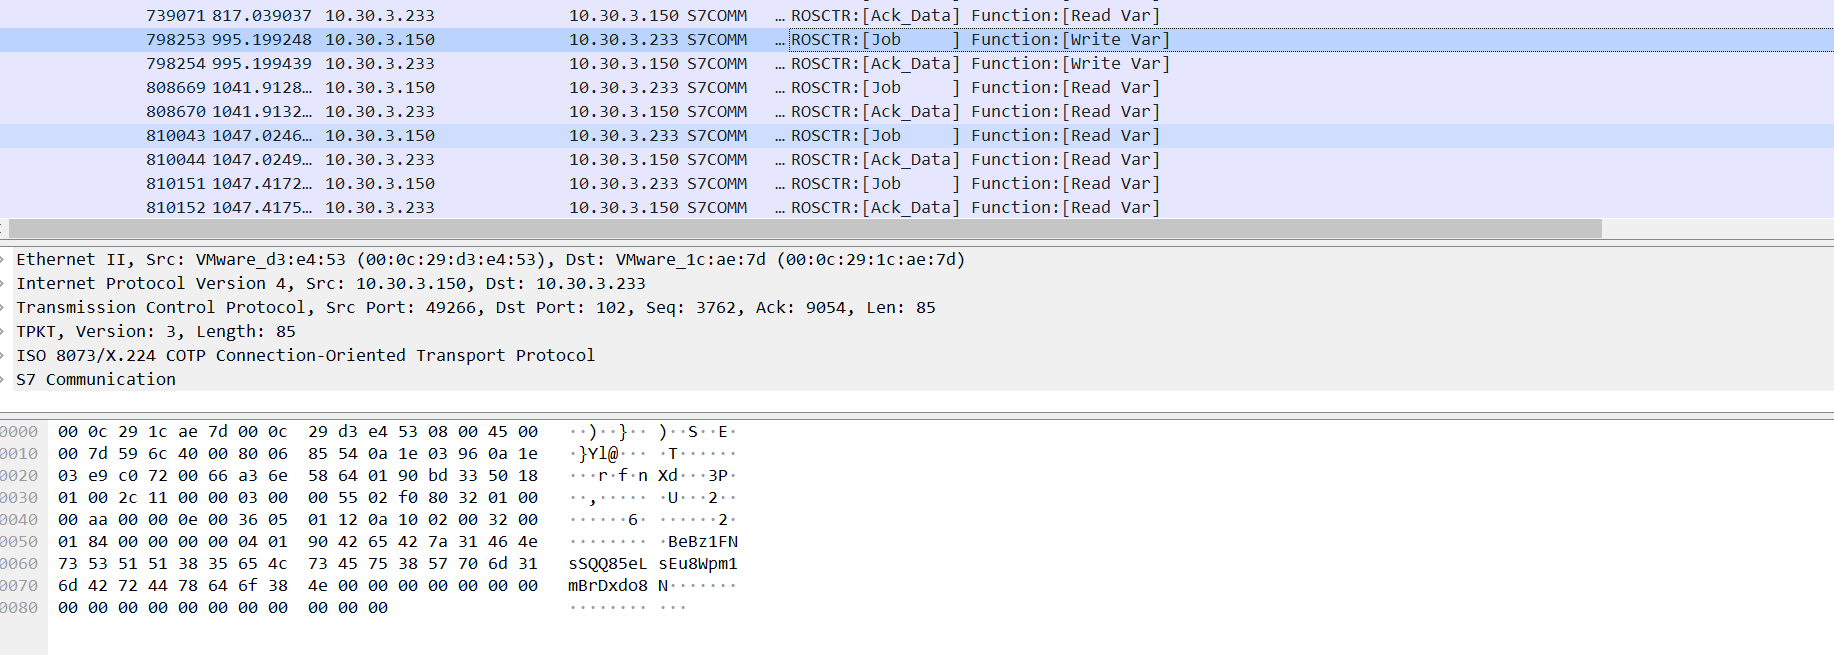 739071 817.039037 10.30.3.233 10.30.3.150 S7COMM … ROSCTR:[Ack_Data] Function:[Read Var]
798253 995.199248 10.30.3.150 10.30.3.233 S7COMM … ROSCTR:[Job     ] Function:[Write Var]
798254 995.199439 10.30.3.233 10.30.3.150 S7COMM … ROSCTR:[Ack_Data] Function:[Write Var]
808669 1041.9128… 10.30.3.150 10.30.3.233 S7COMM … ROSCTR:[Job     ] Function:[Read Var]
808670 1041.9132… 10.30.3.233 10.30.3.150 S7COMM … ROSCTR:[Ack_Data] Function:[Read Var]
810043 1047.0246… 10.30.3.150 10.30.3.233 S7COMM … ROSCTR:[Job     ] Function:[Read Var]
810044 1047.0249… 10.30.3.233 10.30.3.150 S7COMM … ROSCTR:[Ack_Data] Function:[Read Var]
810151 1047.4172… 10.30.3.150 10.30.3.233 S7COMM … ROSCTR:[Job     ] Function:[Read Var]
810152 1047.4175… 10.30.3.233 10.30.3.150 S7COMM … ROSCTR:[Ack_Data] Function:[Read Var]
Ethernet II, Src: VMware_d3:e4:53 (00:0c:29:d3:e4:53), Dst: VMware_1c:ae:7d (00:0c:29:1c:ae:7d)
Internet Protocol Version 4, Src: 10.30.3.150, Dst: 10.30.3.233
Transmission Control Protocol, Src Port: 49266, Dst Port: 102, Seq: 3762, Ack: 9054, Len: 85
TPKT, Version: 3, Length: 85
ISO 8073/X.224 COTP Connection-Oriented Transport Protocol
S7 Communication
0000 00 0c 29 1c ae 7d 00 0c 29 d3 e4 53 08 00 45 00 ··)··}·· )··S··E·
0010 00 7d 59 6c 40 00 80 06 85 54 0a 1e 03 96 0a 1e ·}Yl@··· ·T······
0020 03 e9 c0 72 00 66 a3 6e 58 64 01 90 bd 33 50 18 ···r·f·n Xd···3P·
0030 01 00 2c 11 00 00 03 00 00 55 02 f0 80 32 01 00 ··,····· ·U···2··
0040 00 aa 00 00 0e 00 36 05 01 12 0a 10 02 00 32 00 ······6· ······2·
0050 01 84 00 00 00 00 04 01 90 42 65 42 7a 31 46 4e ········ ·BeBz1FN
0060 73 53 51 51 38 35 65 4c 73 45 75 38 57 70 6d 31 sSQQ85eL sEu8Wpm1
0070 6d 42 72 44 78 64 6f 38 4e 00 00 00 00 00 00 00 mBrDxdo8 N·······
0080 00 00 00 00 00 00 00 00 00 00 00 ········ ···